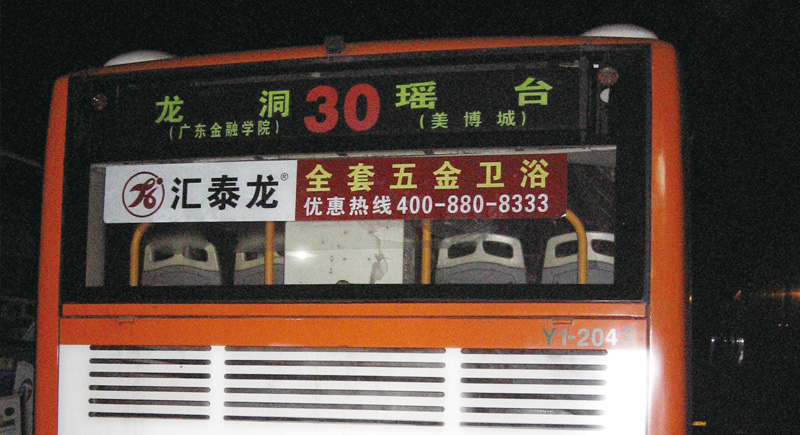 龙洞 30 瑶台
(广东金融学院) (美博城)
汇泰龙® 全套五金卫浴
优惠热线 400-880-8333
Y1-204